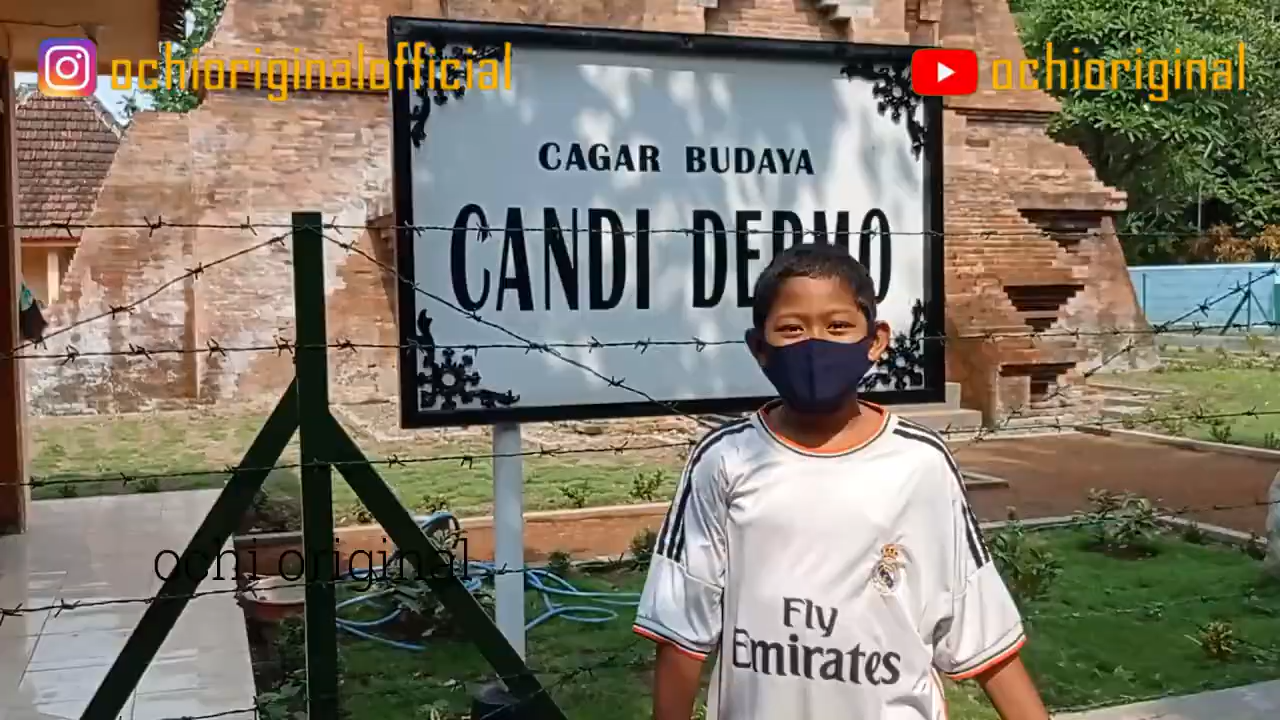 ochioriginalofficial
ochioriginal
CAGAR BUDAYA
CANDI DERMO
ochi original
Fly
Emirates